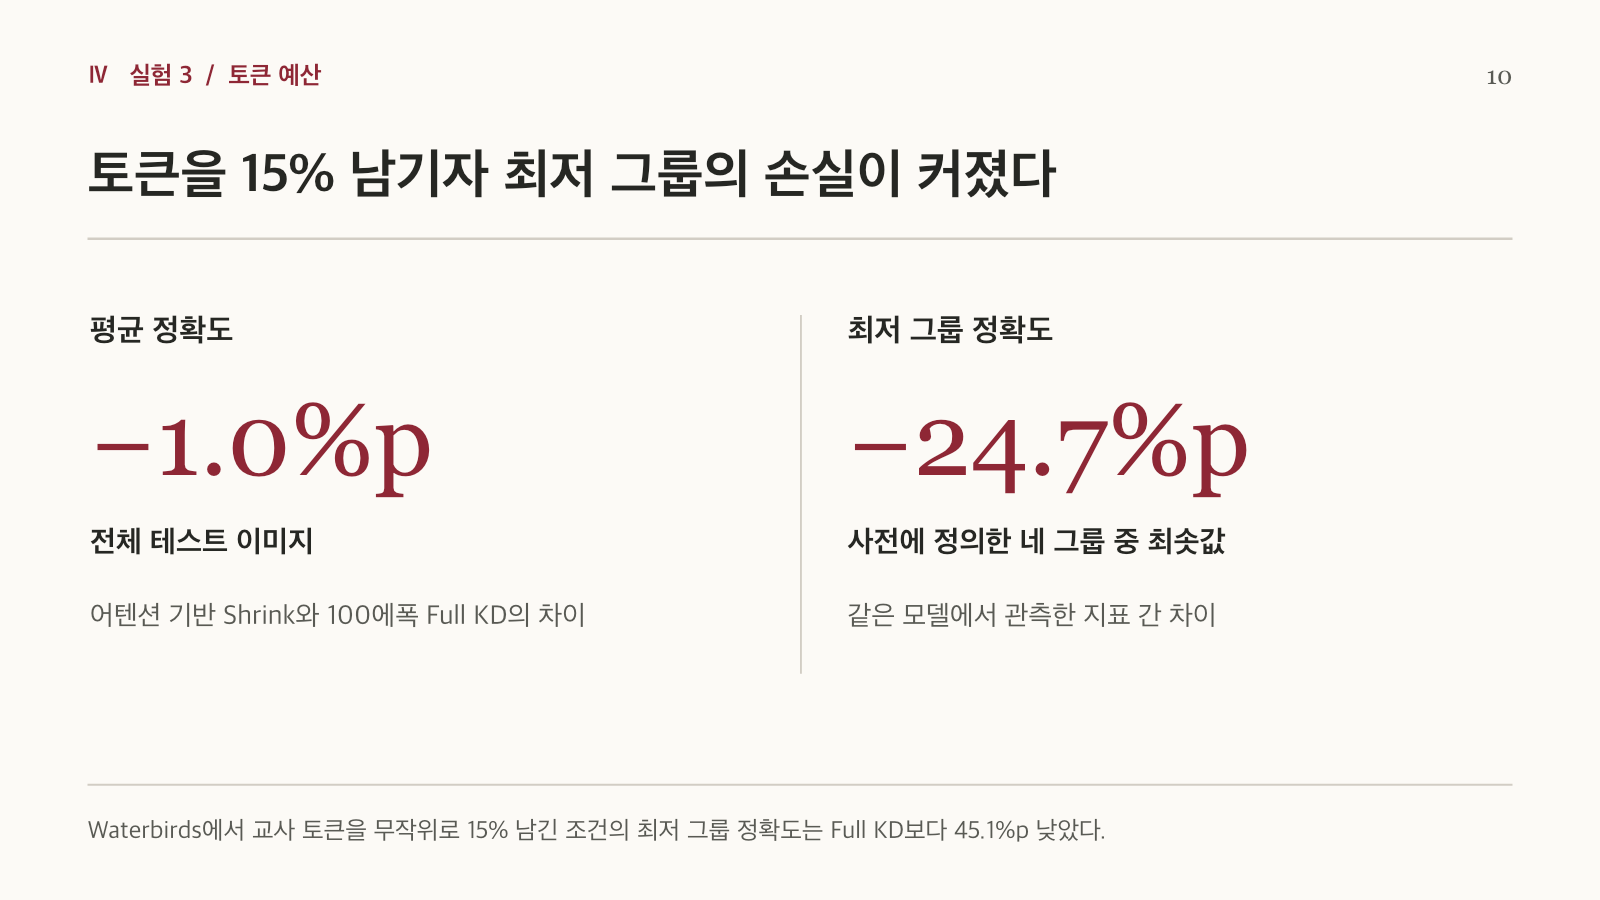 IV 실험 3 / 토큰 예산
10
토큰을 15% 남기자 최저 그룹의 손실이 커졌다
평균 정확도
−1.0%p
전체 테스트 이미지
어텐션 기반 Shrink와 100에폭 Full KD의 차이
최저 그룹 정확도
−24.7%p
사전에 정의한 네 그룹 중 최솟값
같은 모델에서 관측한 지표 간 차이
Waterbirds에서 교사 토큰을 무작위로 15% 남긴 조건의 최저 그룹 정확도는 Full KD보다 45.1%p 낮았다.